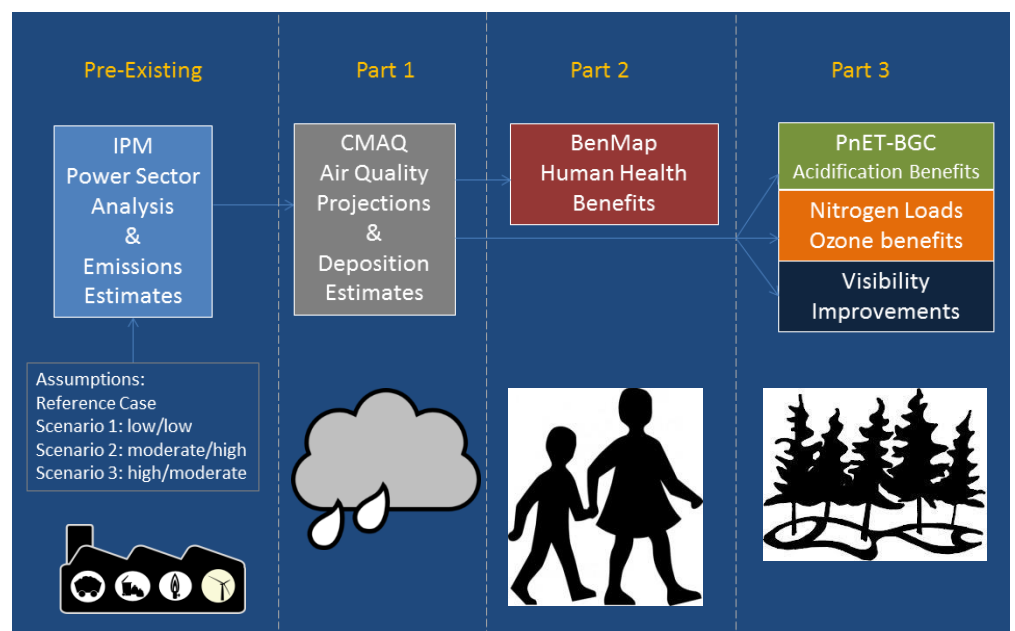 Pre-Existing
Part 1
Part 2
Part 3
IPM
Power Sector
Analysis
&
Emissions
Estimates
CMAQ
Air Quality
Projections
&
Deposition
Estimates
BenMap
Human Health
Benefits
PnET-BGC
Acidification Benefits
Nitrogen Loads
Ozone benefits
Visibility
Improvements
Assumptions:
Reference Case
Scenario 1: low/low
Scenario 2: moderate/high
Scenario 3: high/moderate